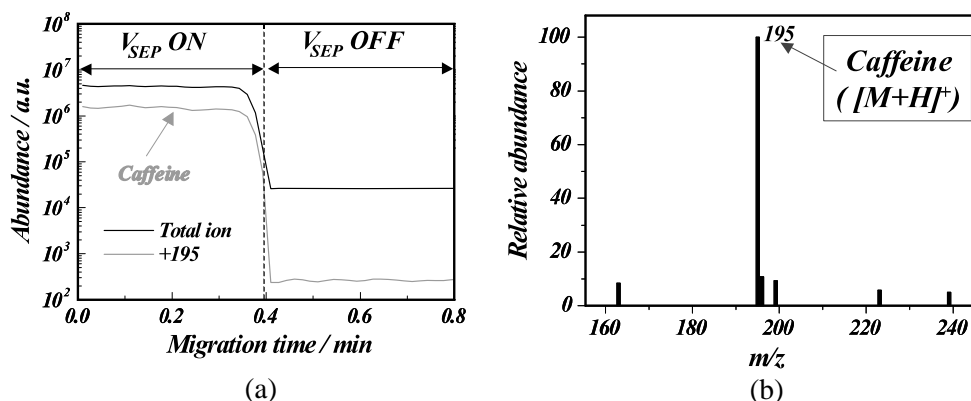 V_SEP ON
V_SEP OFF
Caffeine
Total ion
+195
Abundance / a.u.
10^8
10^7
10^6
10^5
10^4
10^3
10^2
0.0 0.2 0.4 0.6 0.8
Migration time / min
(a)
195
Caffeine
( [M+H]^+)
Relative abundance
100
80
60
40
20
0
160 180 200 220 240
m/z
(b)